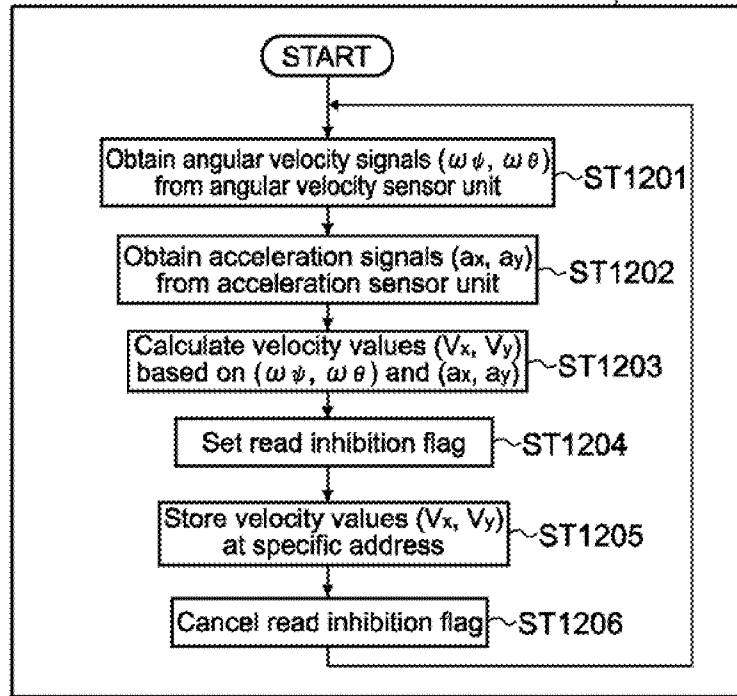 START
Obtain angular velocity signals (ωψ, ωθ)
from angular velocity sensor unit
ST1201
Obtain acceleration signals (ax, ay)
from acceleration sensor unit
ST1202
Calculate velocity values (Vx, Vy)
based on (ωψ, ωθ) and (ax, ay)
ST1203
Set read inhibition flag
ST1204
Store velocity values (Vx, Vy)
at specific address
ST1205
Cancel read inhibition flag
ST1206